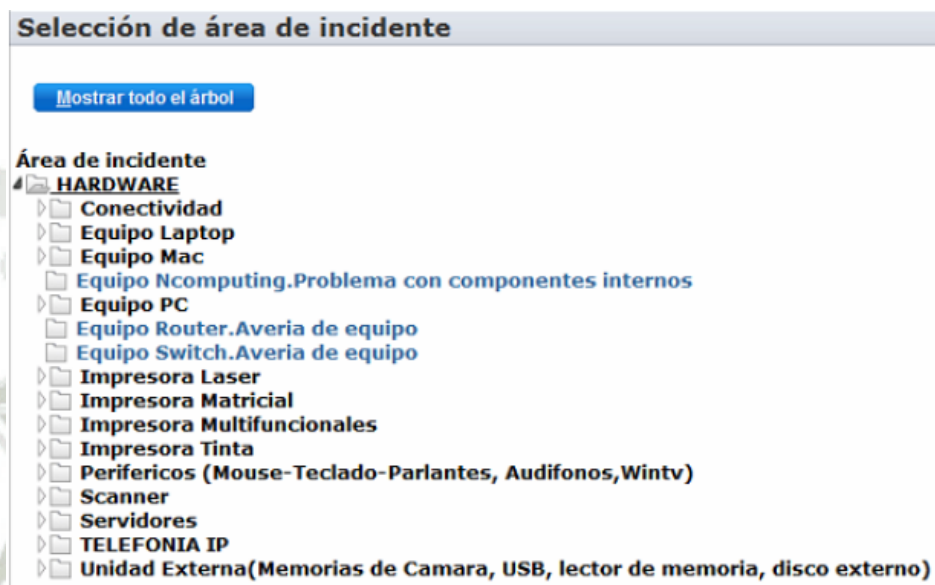 Selección de área de incidente
Mostrar todo el árbol
Área de incidente
HARDWARE
Conectividad
Equipo Laptop
Equipo Mac
Equipo Ncomputing.Problema con componentes internos
Equipo PC
Equipo Router.Averia de equipo
Equipo Switch.Averia de equipo
Impresora Laser
Impresora Matricial
Impresora Multifuncionales
Impresora Tinta
Perifericos (Mouse-Teclado-Parlantes, Audifonos,Wintv)
Scanner
Servidores
TELEFONIA IP
Unidad Externa(Memorias de Camara, USB, lector de memoria, disco externo)